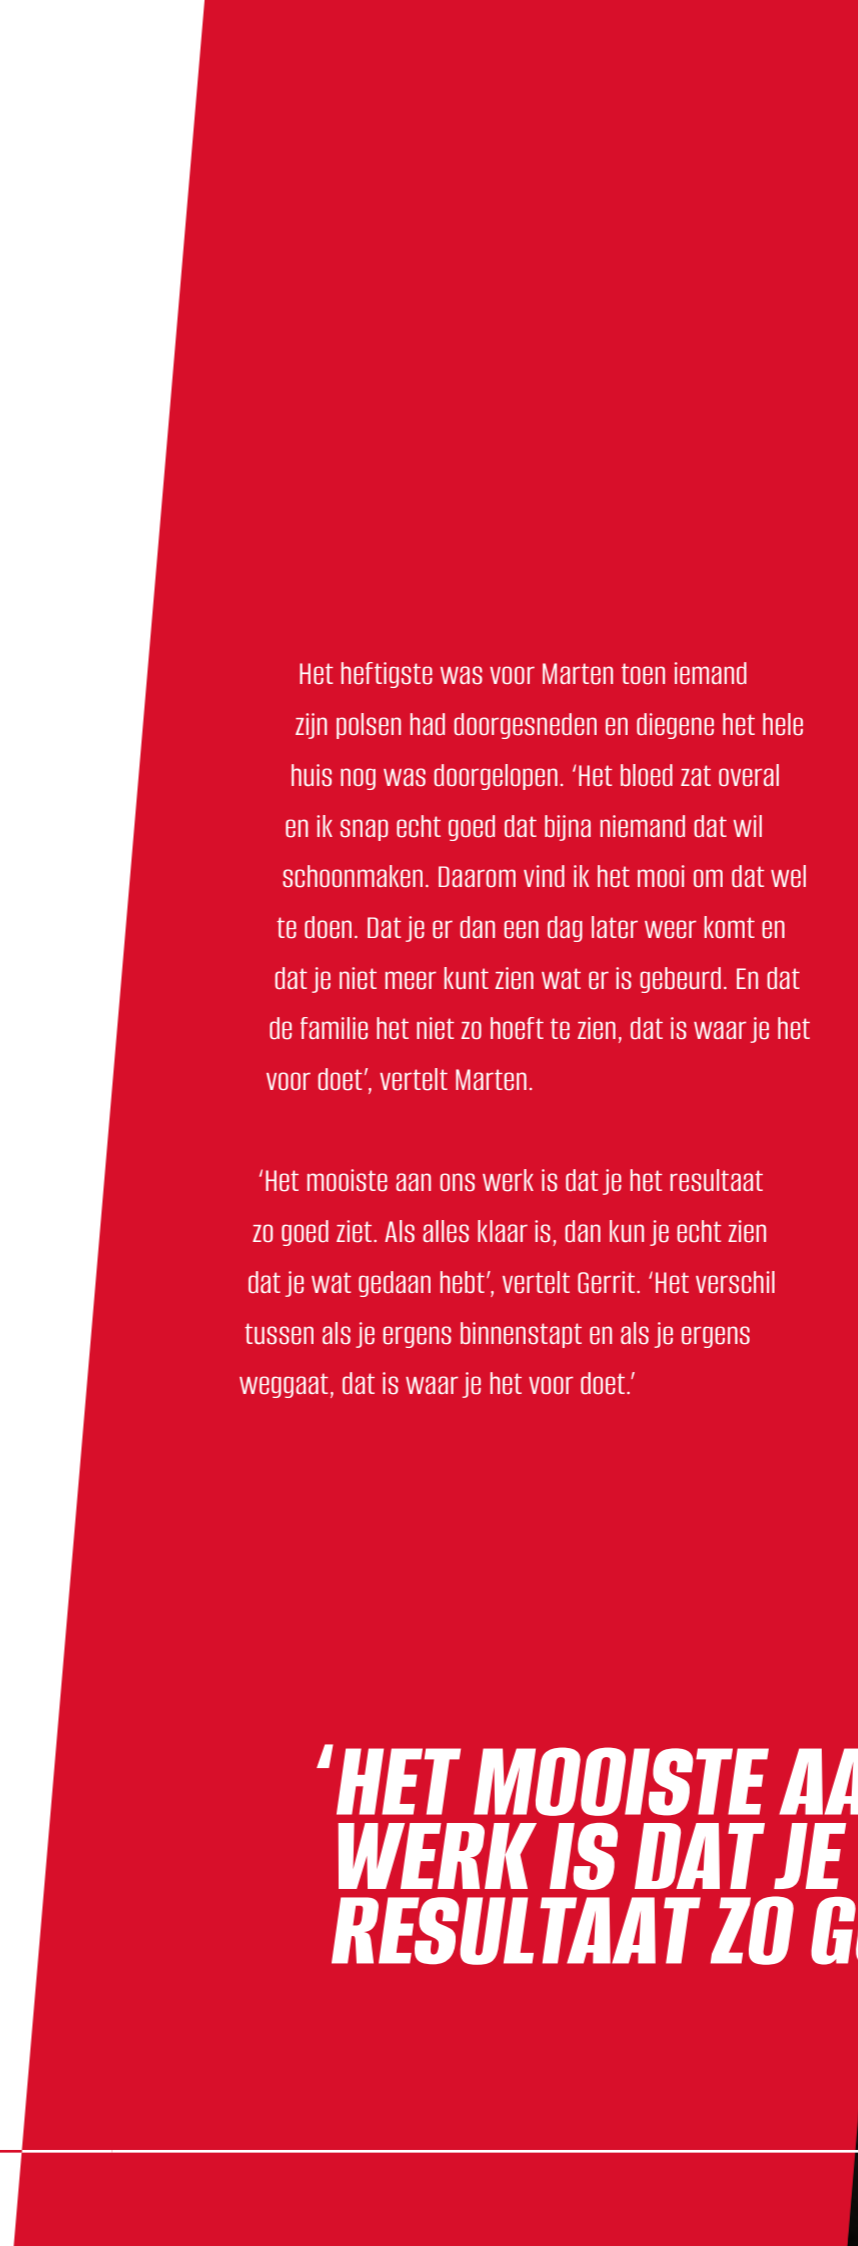 Het heftigste was voor Marten toen iemand
zijn polsen had doorgesneden en diegene het hele
huis nog was doorgelopen. ‘Het bloed zat overal
en ik snap echt goed dat bijna niemand dat wil
schoonmaken. Daarom vind ik het mooi om dat wel
te doen. Dat je er dan een dag later weer komt en
dat je niet meer kunt zien wat er is gebeurd. En dat
de familie het niet zo hoeft te zien, dat is waar je het
voor doet’, vertelt Marten.
‘Het mooiste aan ons werk is dat je het resultaat
zo goed ziet. Als alles klaar is, dan kun je echt zien
dat je wat gedaan hebt’, vertelt Gerrit. ‘Het verschil
tussen als je ergens binnenstapt en als je ergens
weggaat, dat is waar je het voor doet.’
‘HET MOOISTE
WERK IS DAT JE
RESULTAAT ZO